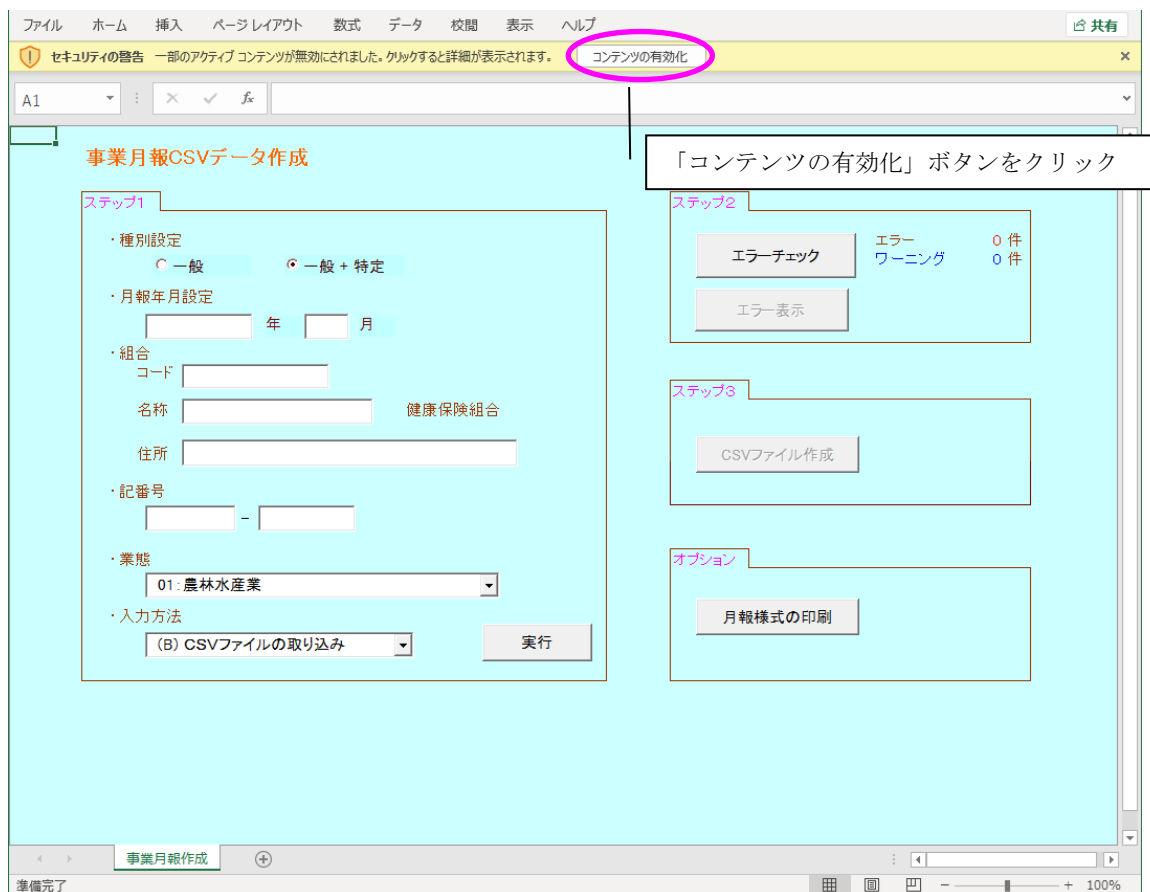 ファイル ホーム 挿入 ページ レイアウト 数式 データ 校閲 表示 ヘルプ 共有
セキュリティの警告 一部のアクティブ コンテンツが無効にされました。クリックすると詳細が表示されます。 コンテンツの有効化
A1 fx
「コンテンツの有効化」ボタンをクリック
事業月報CSVデータ作成
ステップ1
・種別設定
一般 一般 + 特定
・月報年月設定
年 月
・組合
コード
名称 健康保険組合
住所
・記番号
-
・業態
01:農林水産業
・入力方法
(B) CSVファイルの取り込み 実行
ステップ2
エラーチェック エラー 0 件
ワーニング 0 件
エラー表示
ステップ3
CSVファイル作成
オプション
月報様式の印刷
事業月報作成
準備完了 100%